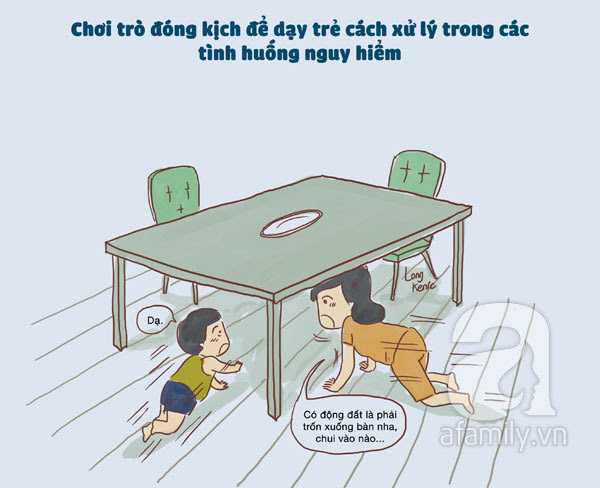 Chơi trò đóng kịch để dạy trẻ cách xử lý trong các
tình huống nguy hiểm
Long
Kenle
Dạ.
Có động đất là phải
trốn xuống bàn nha,
chui vào nào...
a
afamily.vn